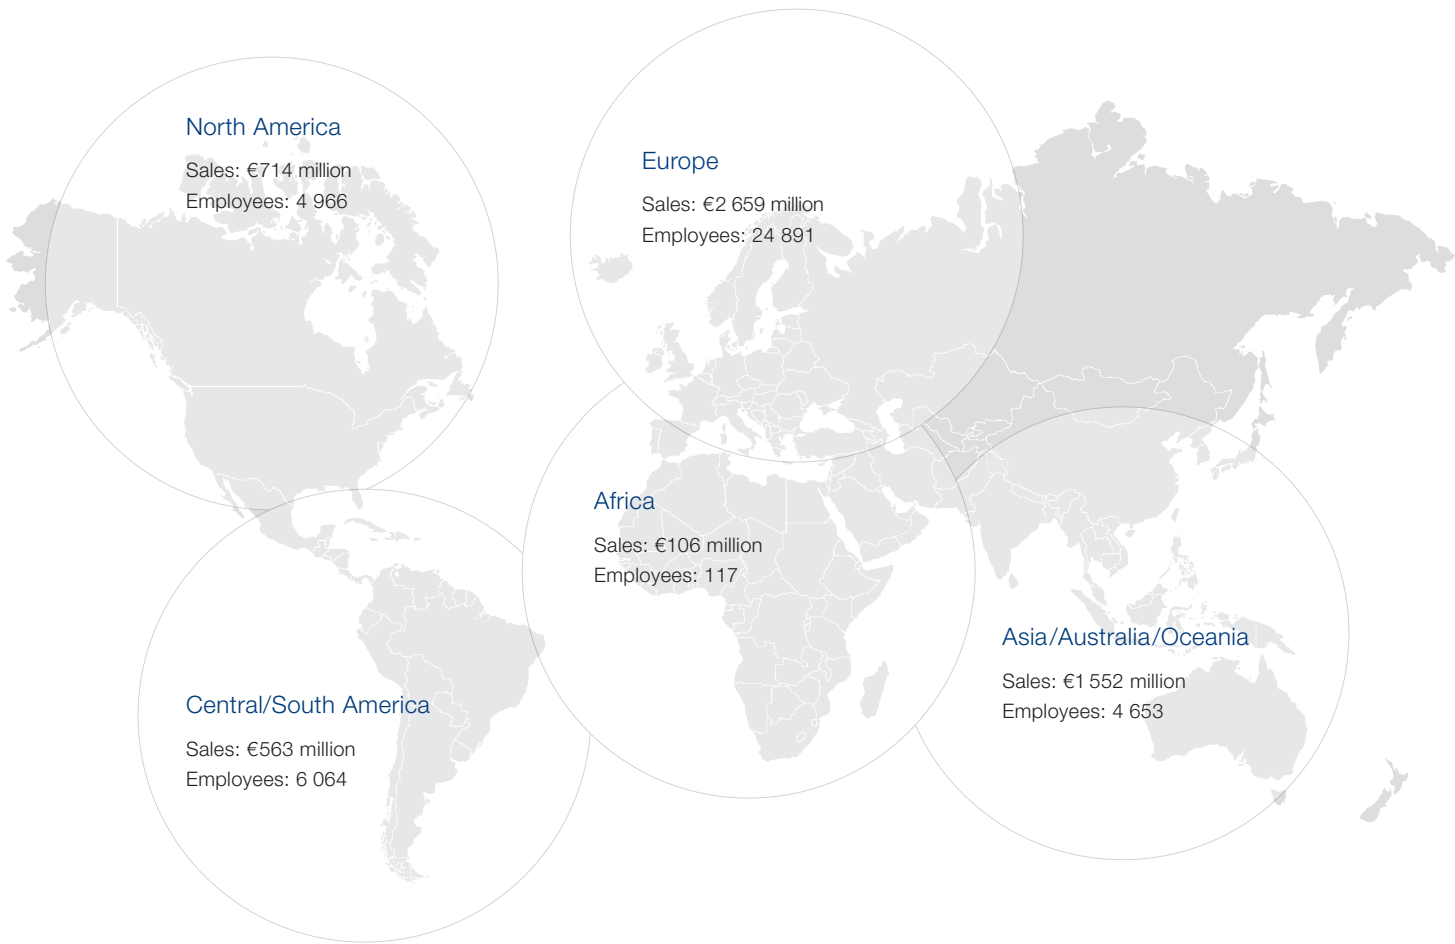 North America
Sales: €714 million
Employees: 4 966
Europe
Sales: €2 659 million
Employees: 24 891
Africa
Sales: €106 million
Employees: 117
Asia/Australia/Oceania
Sales: €1 552 million
Employees: 4 653
Central/South America
Sales: €563 million
Employees: 6 064